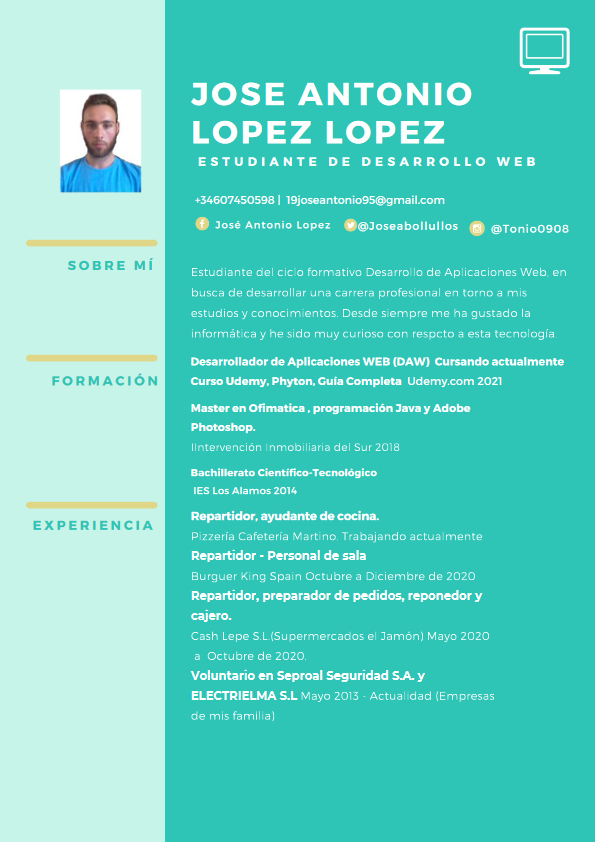 JOSE ANTONIO
LOPEZ LOPEZ
ESTUDIANTE DE DESARROLLO WEB
+34607450598 | 19joseantonio95@gmail.com
José Antonio Lopez @Joseabollullos @Tonio0908
SOBRE MÍ
Estudiante del ciclo formativo Desarrollo de Aplicaciones Web, en
busca de desarrollar una carrera profesional en torno a mis
estudios y conocimientos. Desde siempre me ha gustado la
informática y he sido muy curioso con respcto a esta tecnología.
FORMACIÓN
Desarrollador de Aplicaciones WEB (DAW) Cursando actualmente
Curso Udemy, Phyton, Guía Completa Udemy.com 2021
Master en Ofimatica , programación Java y Adobe
Photoshop.
IIntervención Inmobiliaria del Sur 2018
Bachillerato Científico-Tecnológico
IES Los Alamos 2014
EXPERIENCIA
Repartidor, ayudante de cocina.
Pizzería Cafetería Martino. Trabajando actualmente
Repartidor - Personal de sala
Burguer King Spain Octubre a Diciembre de 2020
Repartidor, preparador de pedidos, reponedor y
cajero.
Cash Lepe S.L.(Supermercados el Jamón) Mayo 2020
a Octubre de 2020.
Voluntario en Seproal Seguridad S.A. y
ELECTRIELMA S.L Mayo 2013 - Actualidad (Empresas
de mis familia)